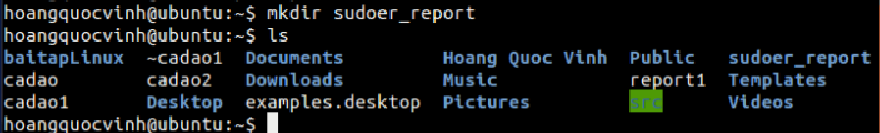 hoangquocvinh@ubuntu:~$ mkdir sudoer_report
hoangquocvinh@ubuntu:~$ ls
baitapLinux ~cadao1 Documents Hoang Quoc Vinh Public sudoer_report
cadao cadao2 Downloads Music report1 Templates
cadao1 Desktop examples.desktop Pictures src Videos
hoangquocvinh@ubuntu:~$